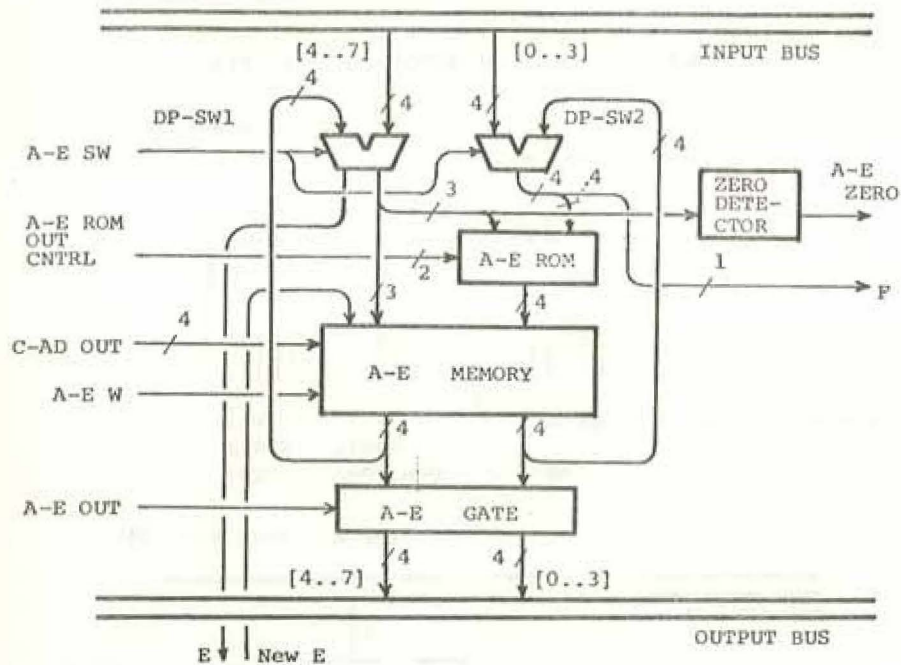 [4..7]
[0..3]
INPUT BUS
4
4
4
DP-SW1
DP-SW2
4
A-E SW
4
4
3
ZERO
DETE-
CTOR
A-E
ZERO
A-E ROM
OUT
CNTRL
2
A-E ROM
1
F
3
4
C-AD OUT
4
A-E MEMORY
A-E W
4
4
A-E OUT
A-E GATE
4
4
[4..7]
[0..3]
OUTPUT BUS
E
New E